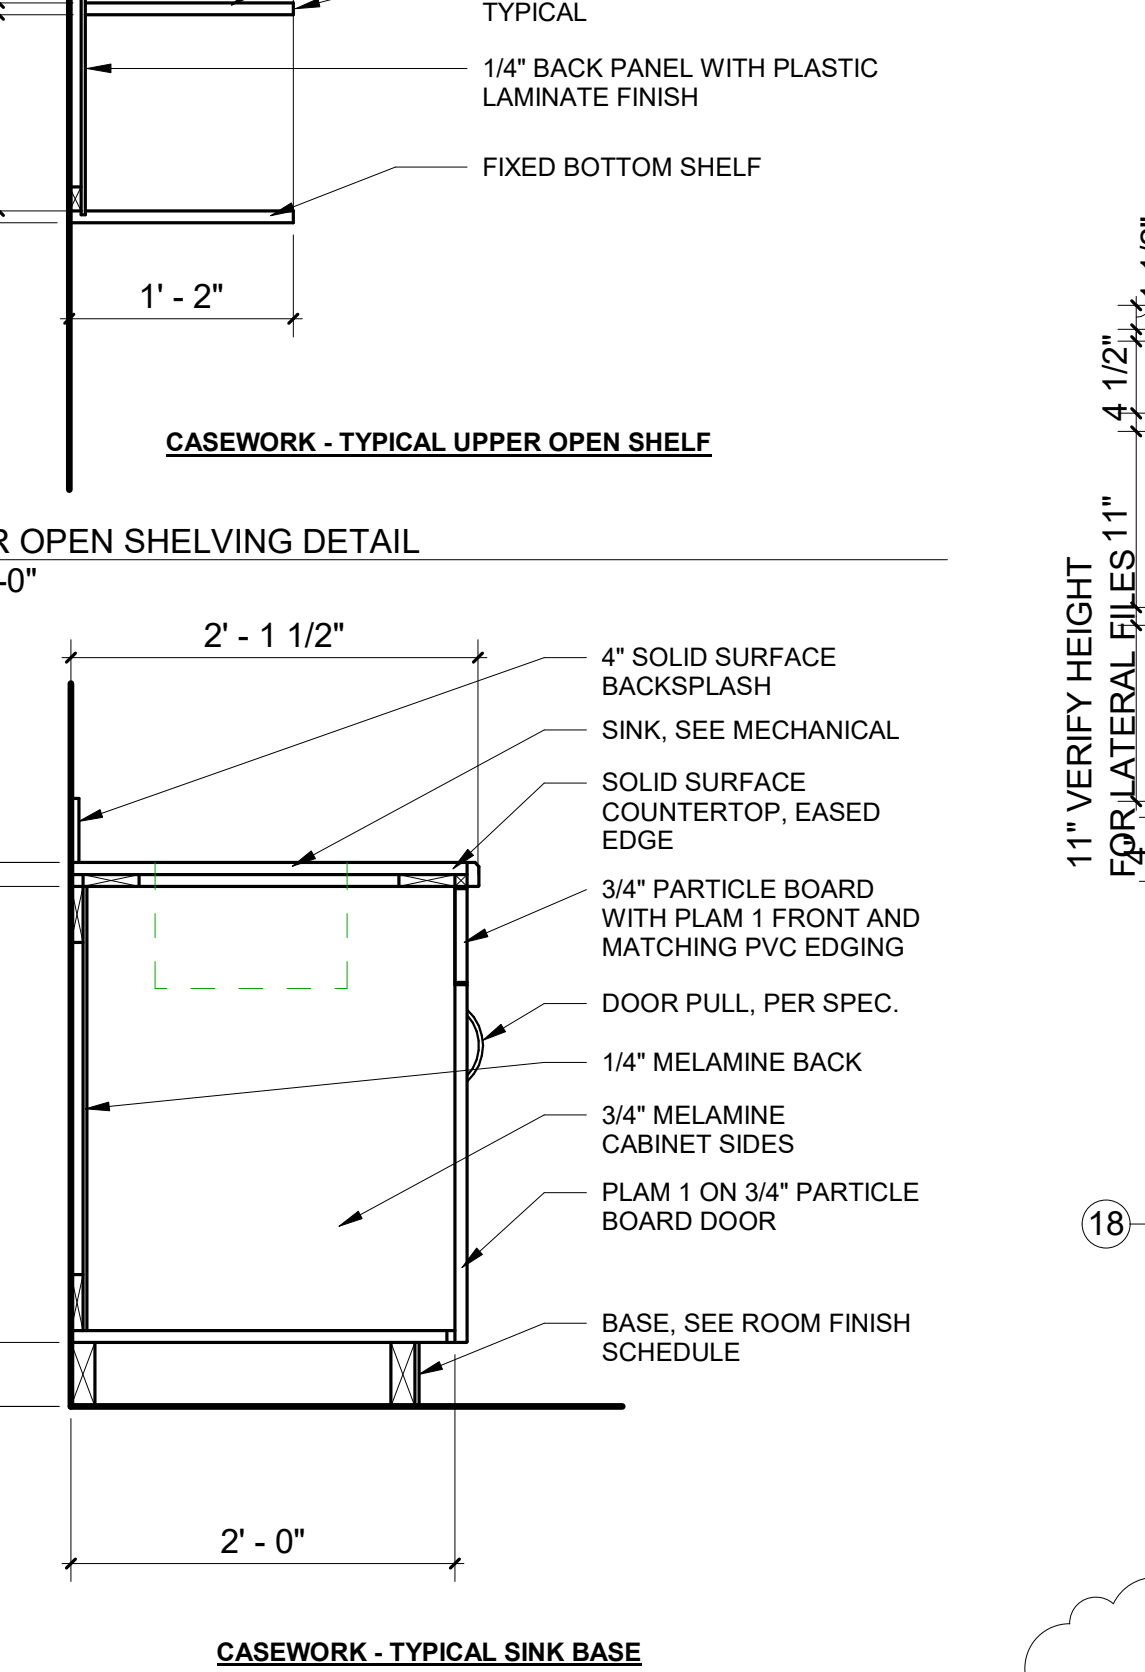 TYPICAL
1/4" BACK PANEL WITH PLASTIC
LAMINATE FINISH
FIXED BOTTOM SHELF
1' - 2"
CASEWORK - TYPICAL UPPER OPEN SHELF
R OPEN SHELVING DETAIL
-0"
2' - 1 1/2"
4" SOLID SURFACE
BACKSPLASH
SINK, SEE MECHANICAL
SOLID SURFACE
COUNTERTOP, EASED
EDGE
3/4" PARTICLE BOARD
WITH PLAM 1 FRONT AND
MATCHING PVC EDGING
DOOR PULL, PER SPEC.
1/4" MELAMINE BACK
3/4" MELAMINE
CABINET SIDES
PLAM 1 ON 3/4" PARTICLE
BOARD DOOR
BASE, SEE ROOM FINISH
SCHEDULE
2' - 0"
CASEWORK - TYPICAL SINK BASE
4 1/2"
11"
11" VERIFY HEIGHT
FOR LATERAL FILES
4"
18